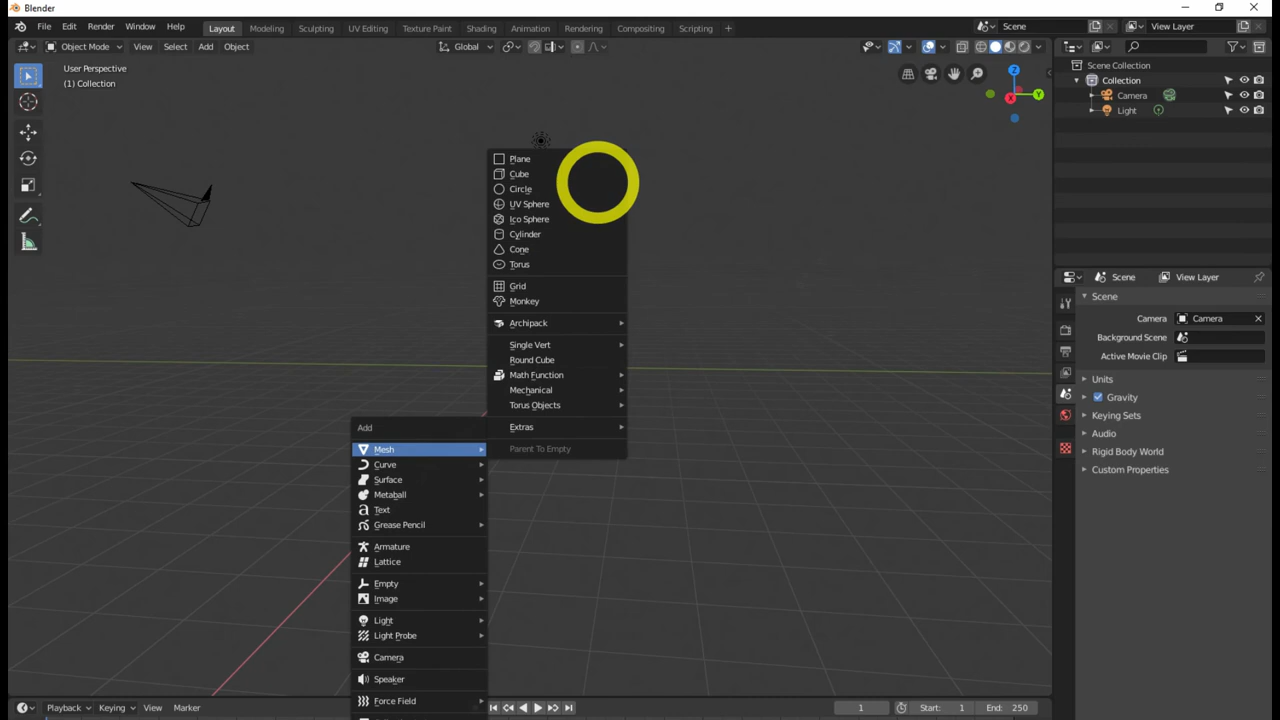 Blender
File Edit Render Window Help
Layout Modeling Sculpting UV Editing Texture Paint Shading Animation Rendering Compositing Scripting +
Scene
View Layer
Object Mode View Select Add Object
Global
User Perspective
(1) Collection
Z
Y
X
Scene Collection
Collection
Camera
Light
Plane
Cube
Circle
UV Sphere
Ico Sphere
Cylinder
Cone
Torus
Grid
Monkey
Archipack
Single Vert
Round Cube
Math Function
Mechanical
Torus Objects
Extras
Parent To Empty
Add
Mesh
Curve
Surface
Metaball
Text
Grease Pencil
Armature
Lattice
Empty
Image
Light
Light Probe
Camera
Speaker
Force Field
Scene View Layer
Scene
Camera Camera
Background Scene
Active Movie Clip
Units
Gravity
Keying Sets
Audio
Rigid Body World
Custom Properties
Playback Keying View Marker
1
Start: 1
End: 250